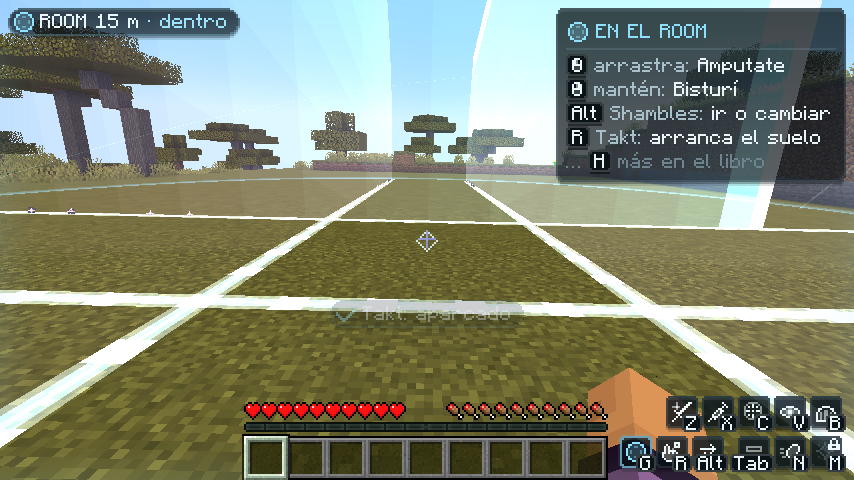 ROOM 15 m · dentro
EN EL ROOM
arrastra: Amputate
mantén: Bisturí
Alt Shambles: ir o cambiar
R Takt: arranca el suelo
... H más en el libro
Takt: aparcado
Z X C V B
G R Alt Tab N M